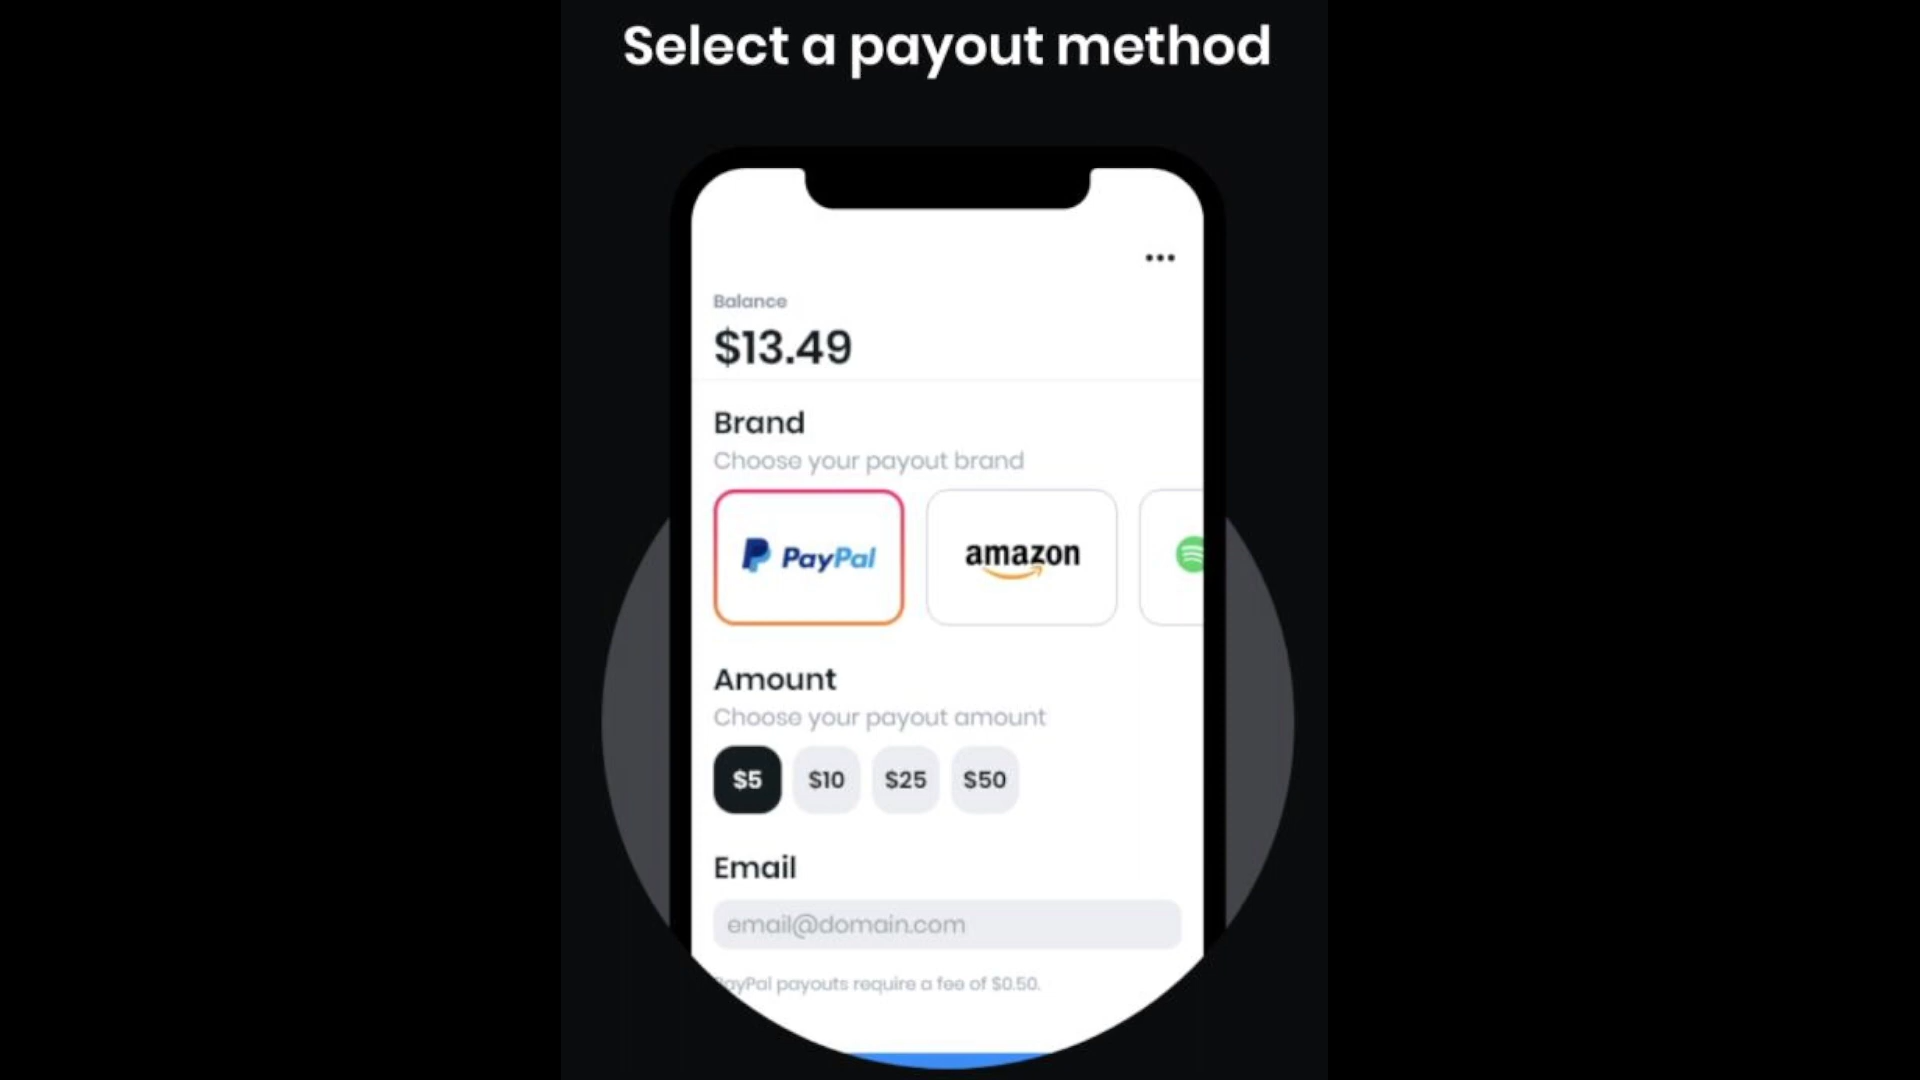 Select a payout method
Balance
$13.49
Brand
Choose your payout brand
PayPal
amazon
Amount
Choose your payout amount
$5 $10 $25 $50
Email
email@domain.com
PayPal payouts require a fee of $0.50.